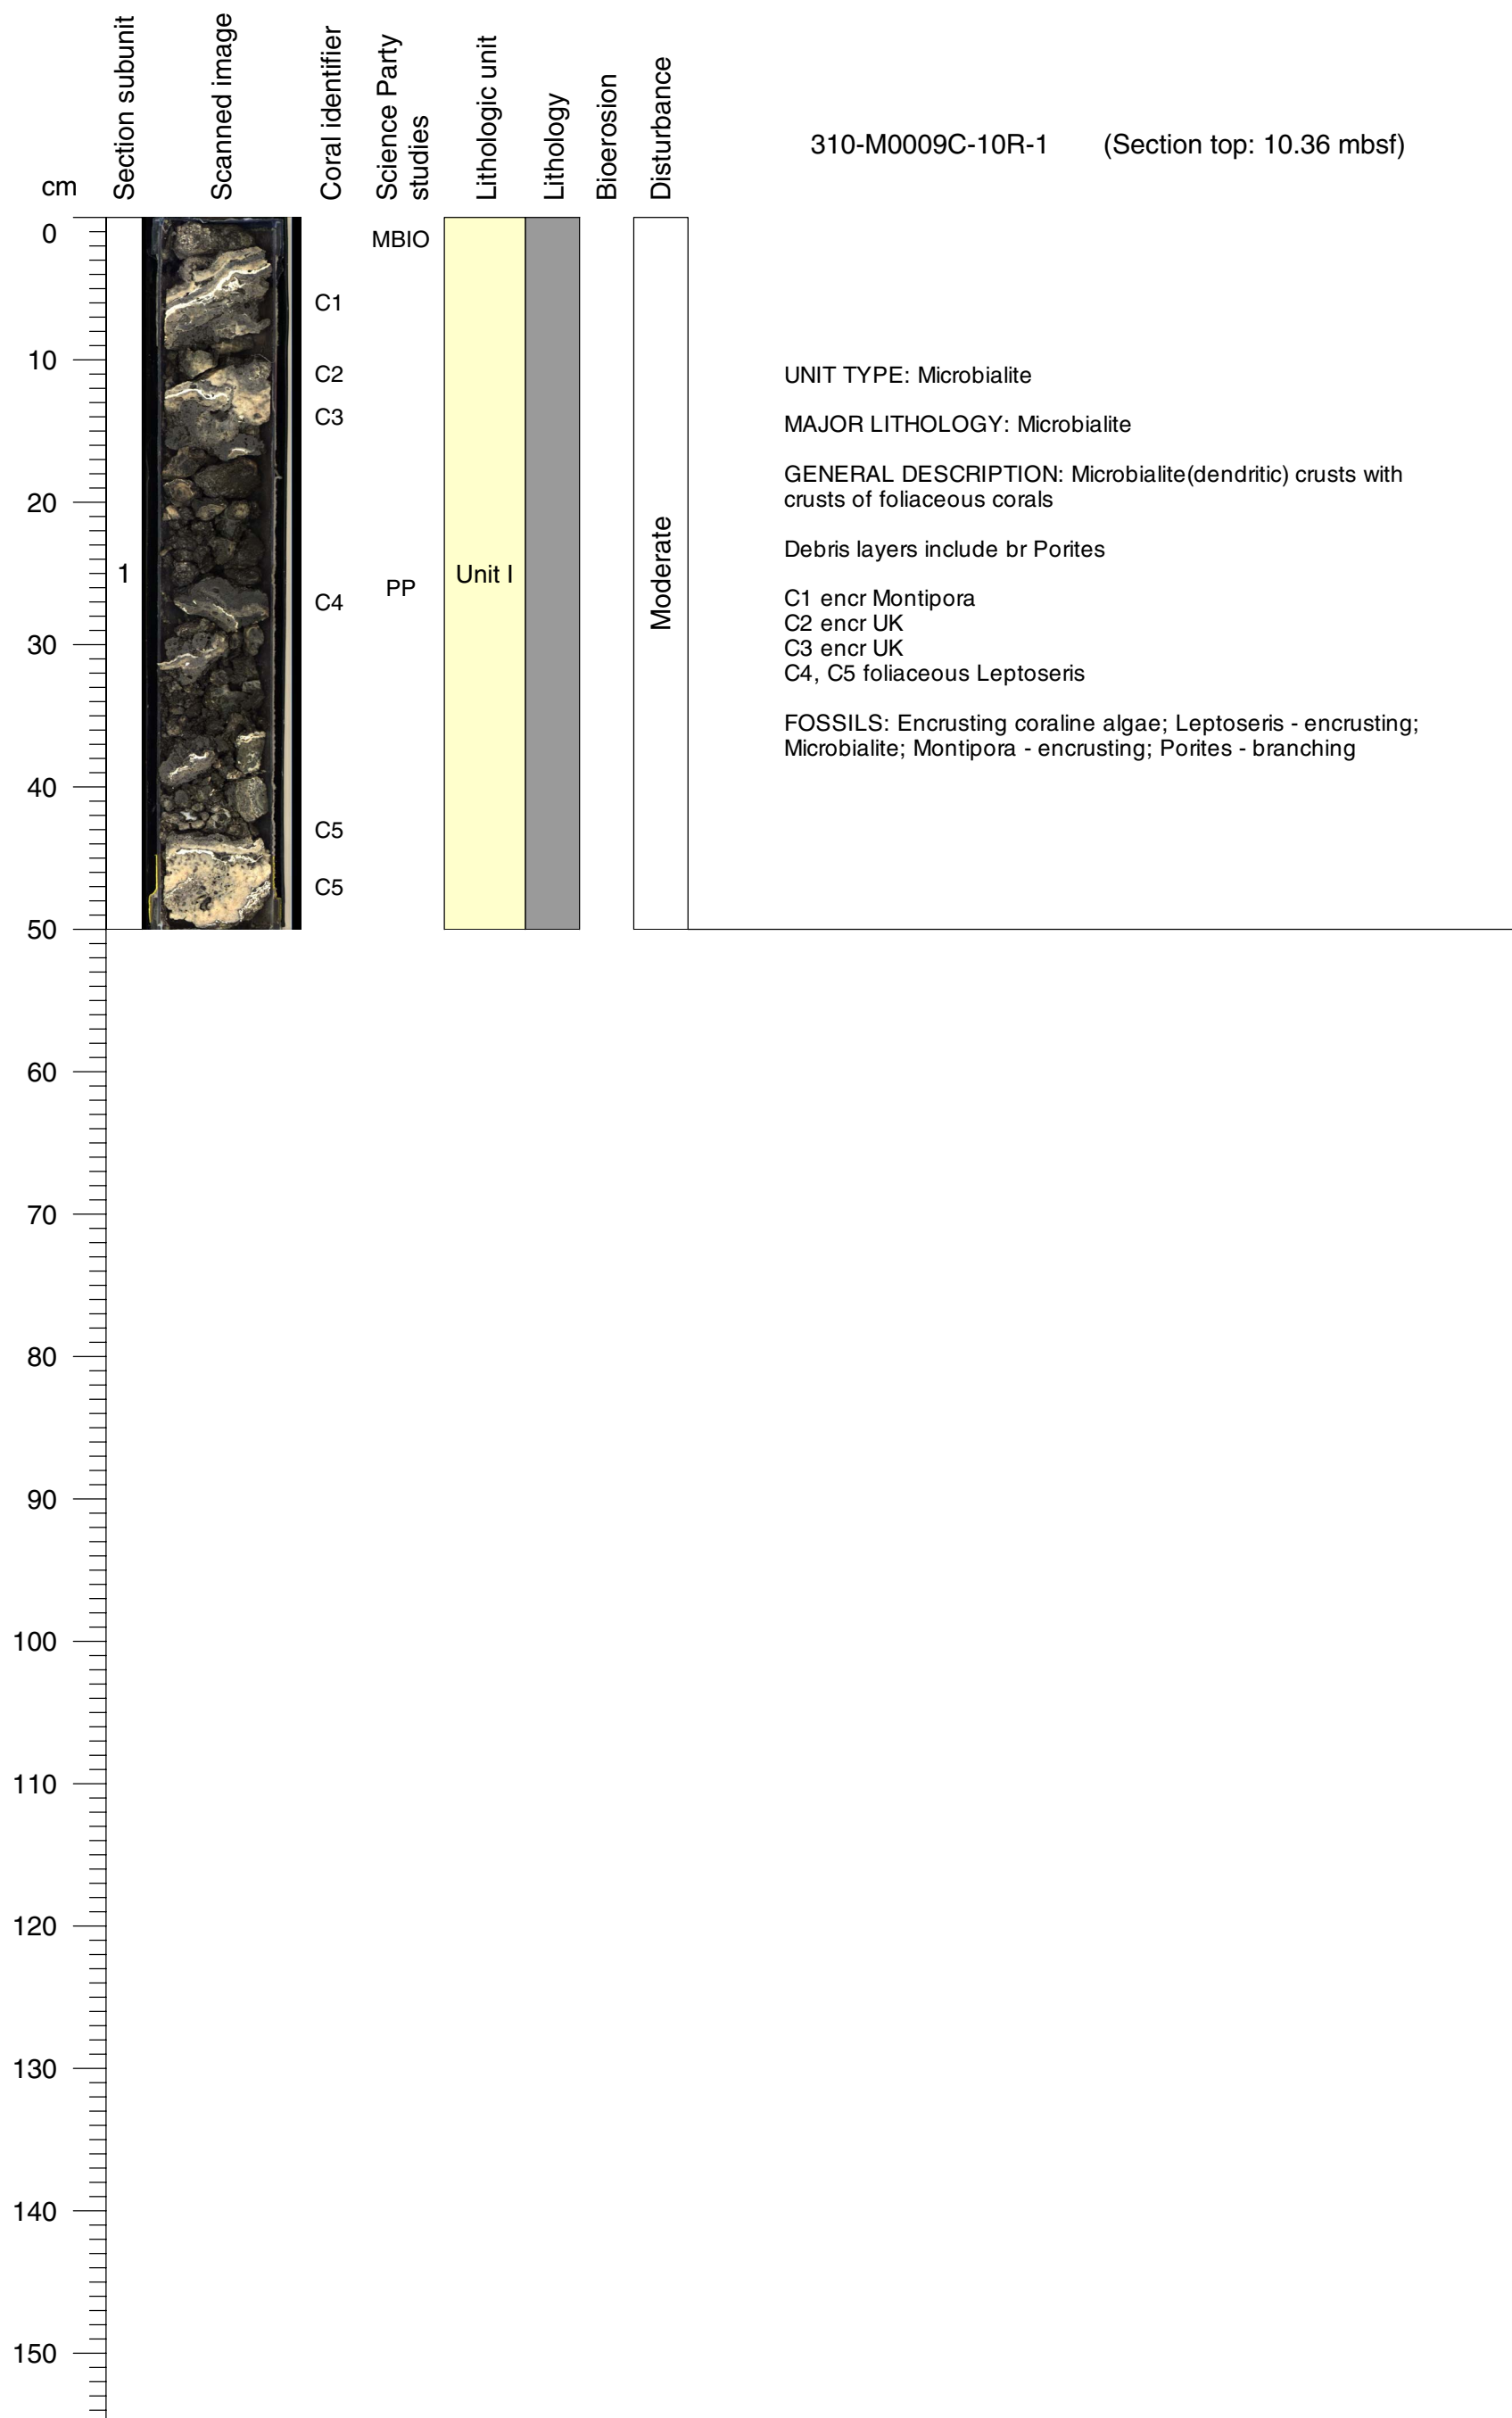 cm
Section subunit
Scanned image
Coral identifier
Science Party
studies
Lithologic unit
Lithology
Bioerosion
Disturbance
310-M0009C-10R-1 (Section top: 10.36 mbsf)
0
10
20
30
40
50
60
70
80
90
100
110
120
130
140
150
1
C1
C2
C3
C4
C5
C5
MBIO
PP
Unit I
Moderate
UNIT TYPE: Microbialite
MAJOR LITHOLOGY: Microbialite
GENERAL DESCRIPTION: Microbialite(dendritic) crusts with
crusts of foliaceous corals
Debris layers include br Porites
C1 encr Montipora
C2 encr UK
C3 encr UK
C4, C5 foliaceous Leptoseris
FOSSILS: Encrusting coraline algae; Leptoseris - encrusting;
Microbialite; Montipora - encrusting; Porites - branching